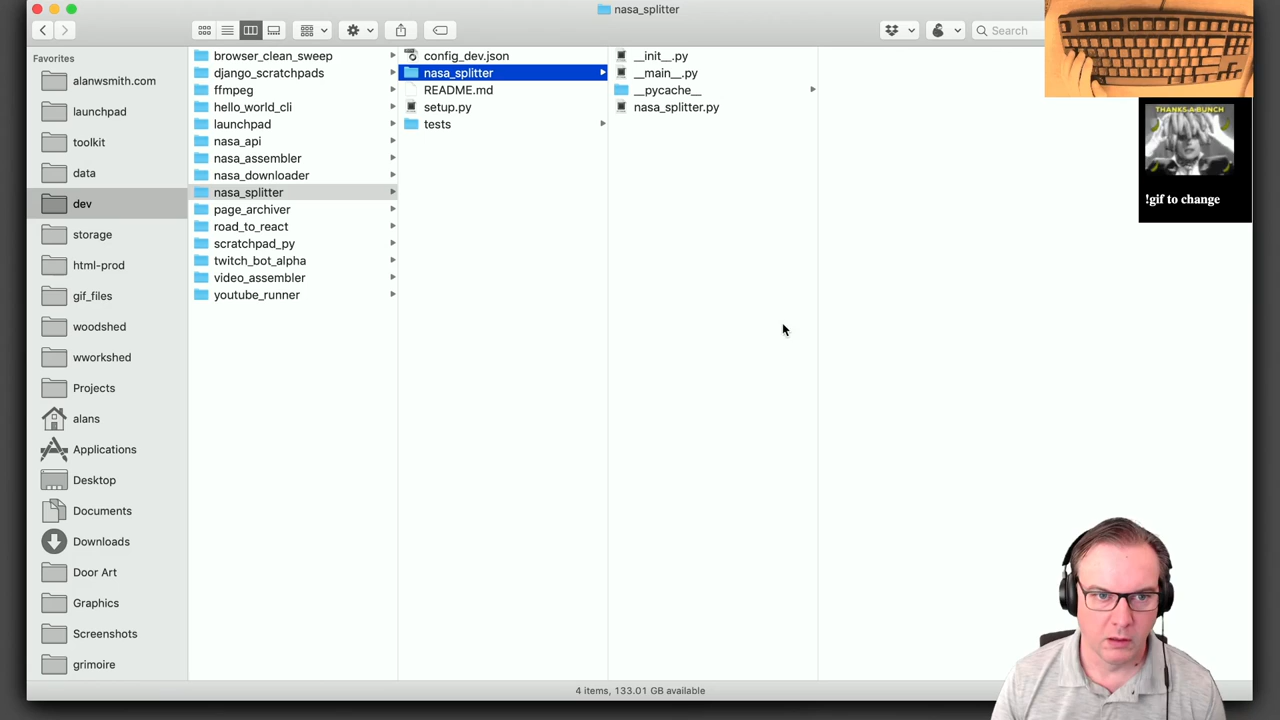 nasa_splitter
Search
Favorites
alanwsmith.com
launchpad
toolkit
data
dev
storage
html-prod
gif_files
woodshed
wworkshed
Projects
alans
Applications
Desktop
Documents
Downloads
Door Art
Graphics
Screenshots
grimoire
browser_clean_sweep
django_scratchpads
ffmpeg
hello_world_cli
launchpad
nasa_api
nasa_assembler
nasa_downloader
nasa_splitter
page_archiver
road_to_react
scratchpad_py
twitch_bot_alpha
video_assembler
youtube_runner
config_dev.json
nasa_splitter
README.md
setup.py
tests
__init__.py
__main__.py
__pycache__
nasa_splitter.py
THANKS A BUNCH
!gif to change
4 items, 133.01 GB available